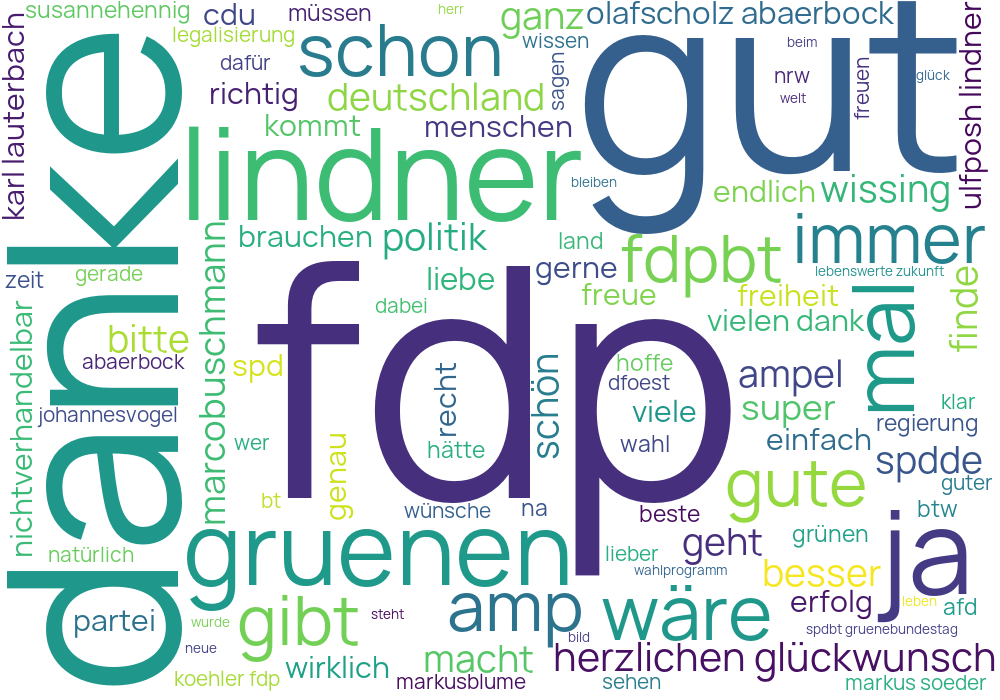 susannehennig
cdu
müssen
herr
ganz
olafscholz abaerbock
karl lauterbach
danke
legalisierung
schon
wissen
gut
beim
ulfposh lindner
dafür
sagen
nrw
freuen
glück
richtig
deutschland
welt
kommt
menschen
lindner
bleiben
endlich
wissing
brauchen
politik
land
fdpbt
immer
zeit
gerade
marcobuschmann
liebe
gerne
lebenswerte zukunft
dabei
freue
freiheit
mal
finde
nichtverhandelbar
bitte
fdp
vielen dank
abaerbock
spd
recht
schön
hoffe
dfoest
ampel
johannesvogel
viele
super
klar
regierung
wer
hätte
wahl
einfach
genau
spdde
bt
wünsche
na
gute
guter
beste
btw
natürlich
gruenen
lieber
geht
grünen
ja
wahlprogramm
besser
partei
wurde
gibt
steht
amp
wäre
erfolg
leben
afd
neue
bild
spdbt gruenebundestag
koehler fdp
wirklich
macht
herzlichen glückwunsch
markusblume
sehen
markus soeder